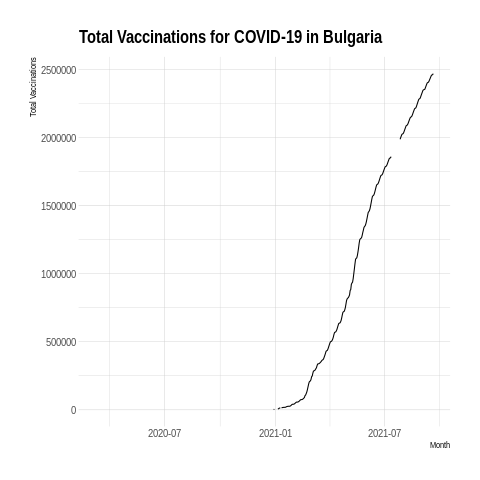 Total Vaccinations for COVID-19 in Bulgaria
Total Vaccinations
2500000
2000000
1500000
1000000
500000
0
2020-07 2021-01 2021-07
Month